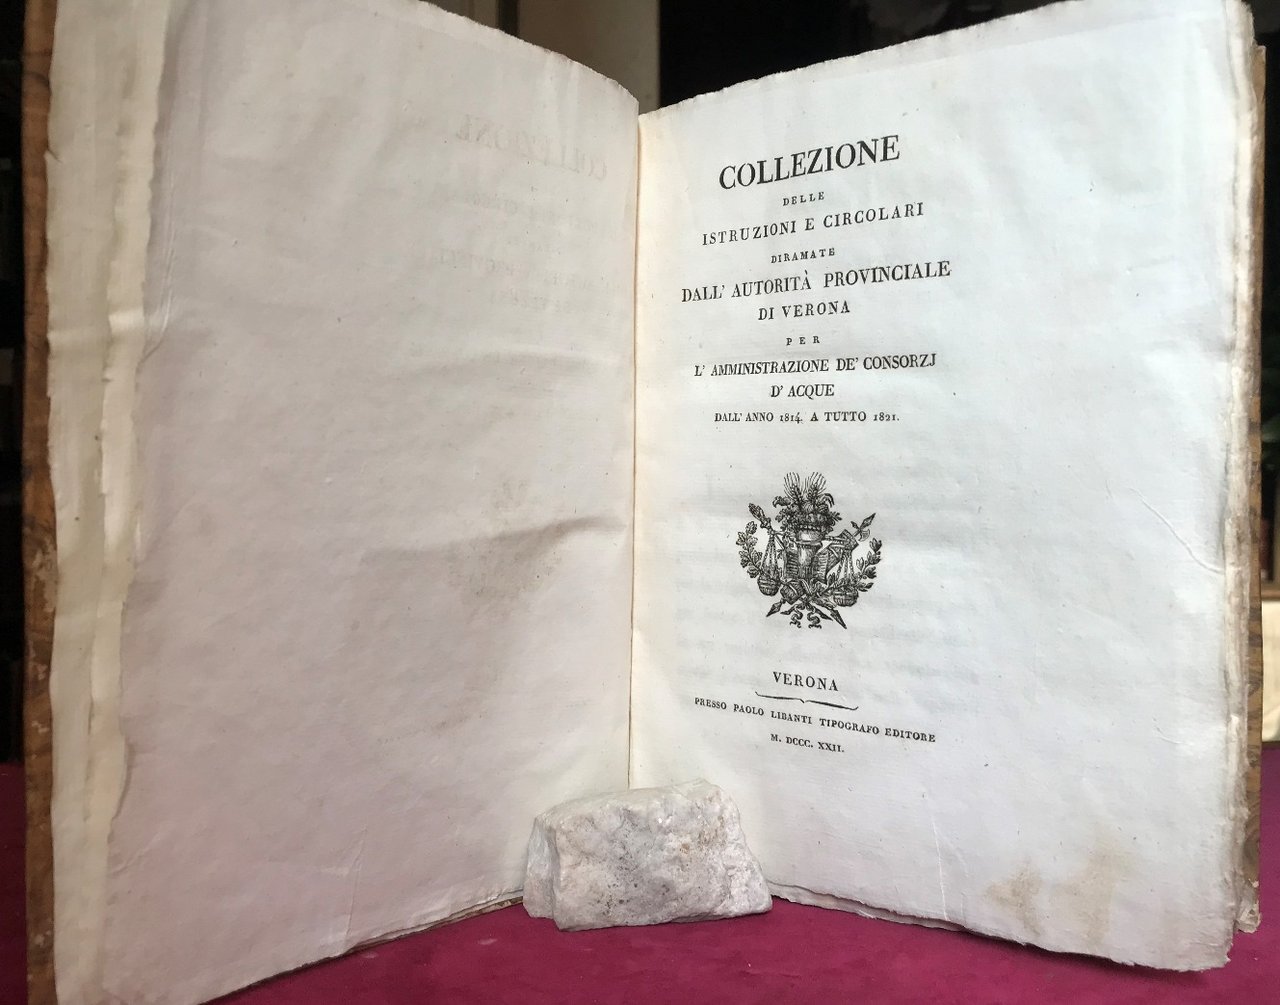 COLLEZIONE
DELLE
ISTRUZIONI E CIRCOLARI
DIRAMATE
DALL' AUTORITÀ PROVINCIALE
DI VERONA
PER
L' AMMINISTRAZIONE DE' CONSORZJ
D' ACQUE
DALL' ANNO 1814. A TUTTO 1821.
VERONA
PRESSO PAOLO LIBANTI TIPOGRAFO EDITORE
M. DCCC. XXII.